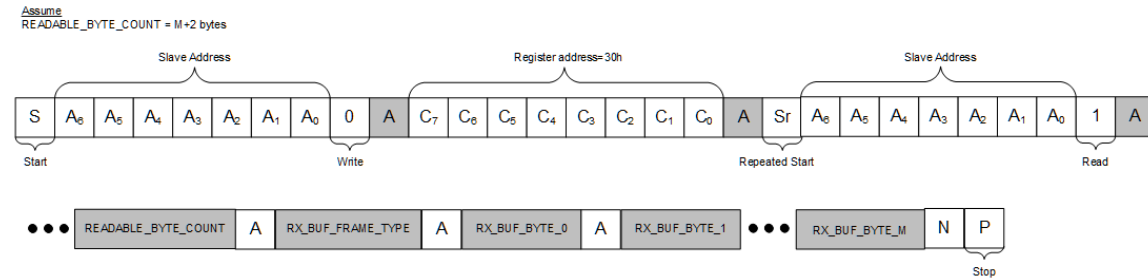 Assume
READABLE_BYTE_COUNT = M+2 bytes
Slave Address Register address=30h Slave Address
S A₆ A₅ A₄ A₃ A₂ A₁ A₀ 0 A C₇ C₆ C₅ C₄ C₃ C₂ C₁ C₀ A Sr A₆ A₅ A₄ A₃ A₂ A₁ A₀ 1 A
Start Write Repeated Start Read
READABLE_BYTE_COUNT A RX_BUF_FRAME_TYPE A RX_BUF_BYTE_0 A RX_BUF_BYTE_1 RX_BUF_BYTE_M N P
Stop